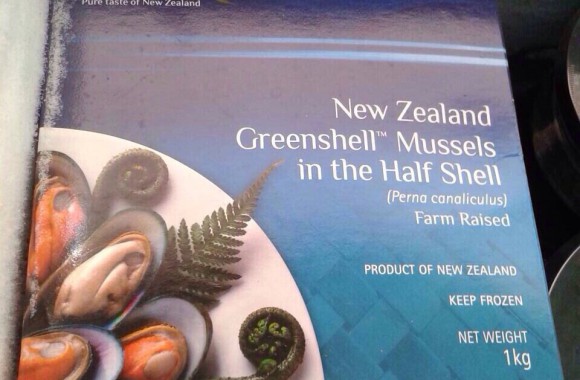 Pure taste of New Zealand
New Zealand
Greenshell™ Mussels
in the Half Shell
(Perna canaliculus)
Farm Raised
PRODUCT OF NEW ZEALAND
KEEP FROZEN
NET WEIGHT
1kg